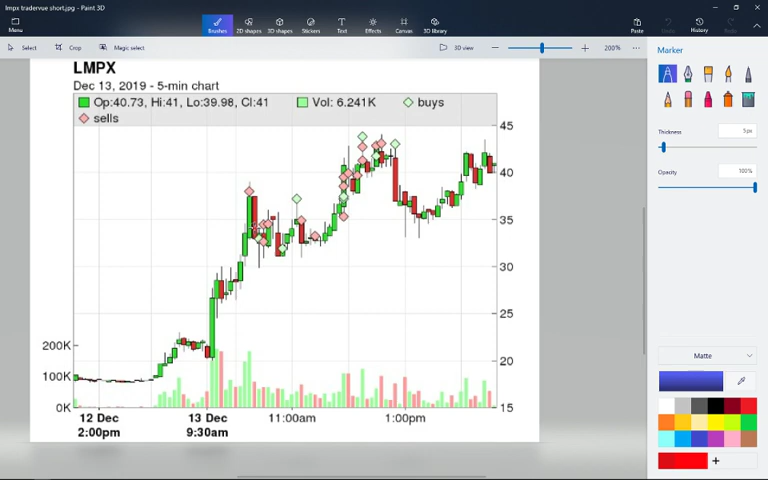 lmpx tradervue short.jpg - Paint 3D
Menu
Brushes
2D shapes
3D shapes
Stickers
Text
Effects
Canvas
3D library
Paste
Undo
History
Redo
Select
Crop
Magic select
3D view
200%
Marker
Thickness
5px
Opacity
100%
Matte
LMPX
Dec 13, 2019 - 5-min chart
Op:40.73, Hi:41, Lo:39.98, Cl:41 Vol: 6.241K buys
sells
45
40
35
30
25
20
15
200K
100K
0K
12 Dec
2:00pm
13 Dec
9:30am
11:00am
1:00pm